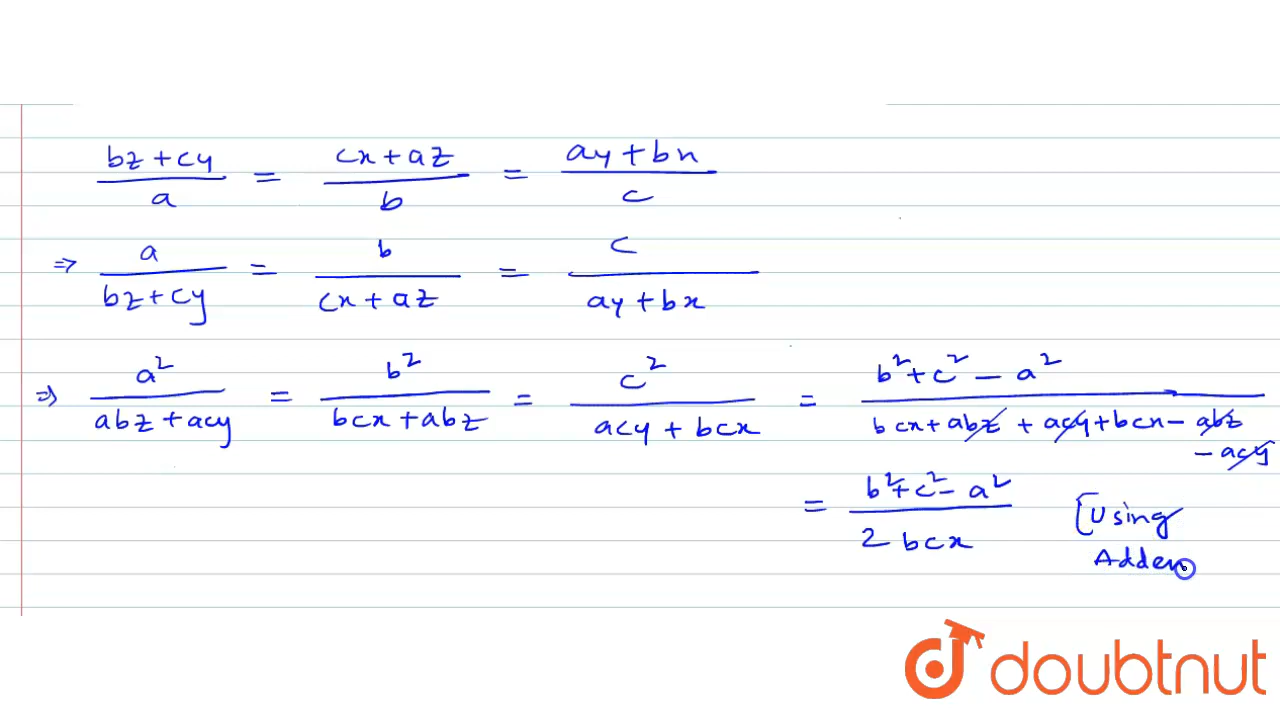 bz + cy / a = cx + az / b = ay + bx / c
⇒ a / bz + cy = b / cx + az = c / ay + bx
⇒ a² / abz + acy = b² / bcx + abz = c² / acy + bcx = b² + c² - a² / bcx + abz + acy + bcx - abz - acy
= b² + c² - a² / 2bcx [Using
Adden
doubtnut